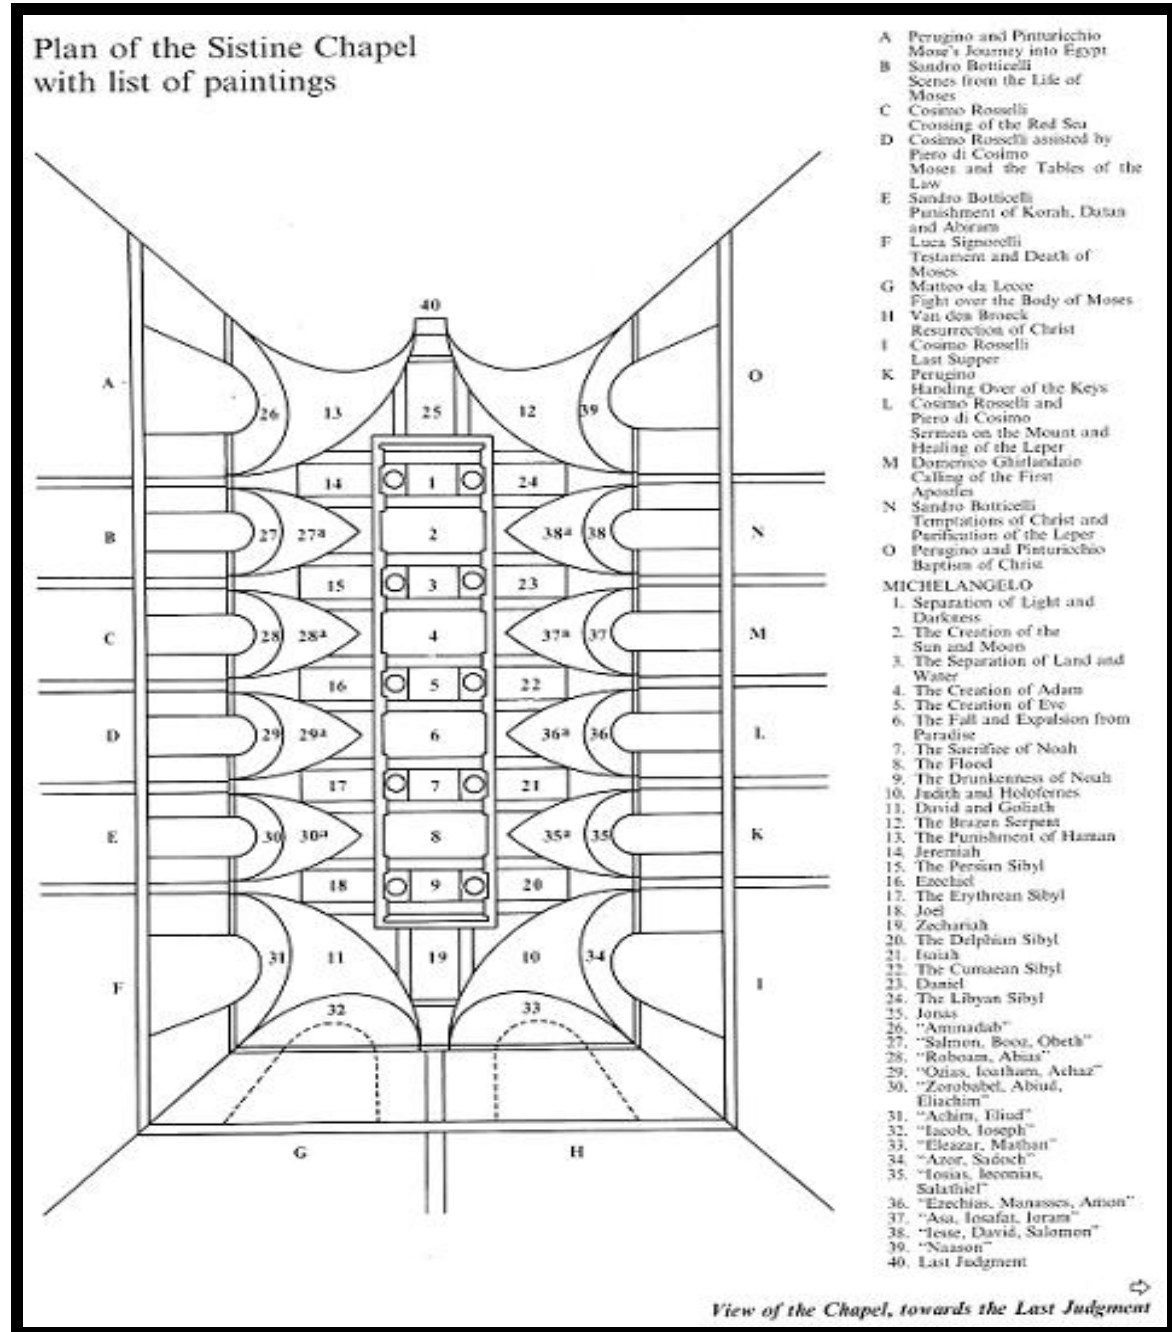 Plan of the Sistine Chapel
with list of paintings
A Perugino and Pinturicchio
Mose's Journey into Egypt
B Sandro Botticelli
Scenes from the Life of
Moses
C Cosimo Rosselli
Crossing of the Red Sea
D Cosimo Rosselli assisted by
Piero di Cosimo
Moses and the Tables of the
Law
E Sandro Botticelli
Punishment of Korah, Datan
and Abiram
F Luca Signorelli
Testament and Death of
Moses
G Matteo da Lecce
Fight over the Body of Moses
H Van den Broeck
Resurrection of Christ
I Cosimo Rosselli
Last Supper
K Perugino
Handing Over of the Keys
L Cosimo Rosselli and
Piero di Cosimo
Sermon on the Mount and
Healing of the Leper
M Domenico Ghirlandaio
Calling of the First
Apostles
N Sandro Botticelli
Temptations of Christ and
Purification of the Leper
O Perugino and Pinturicchio
Baptism of Christ
MICHELANGELO
1. Separation of Light and
Darkness
2. The Creation of the
Sun and Moon
3. The Separation of Land and
Water
4. The Creation of Adam
5. The Creation of Eve
6. The Fall and Expulsion from
Paradise
7. The Sacrifice of Noah
8. The Flood
9. The Drunkenness of Noah
10. Judith and Holofernes
11. David and Goliath
12. The Brazen Serpent
13. The Punishment of Haman
14. Jeremiah
15. The Persian Sibyl
16. Ezechiel
17. The Erythrean Sibyl
18. Joel
19. Zechariah
20. The Delphian Sibyl
21. Isaiah
22. The Cumaean Sibyl
23. Daniel
24. The Libyan Sibyl
25. Jonas
26. "Aminadab"
27. "Salmon, Booz, Obeth"
28. "Roboam, Abias"
29. "Ozias, Ioatham, Achaz"
30. "Zorobabel, Abiud,
Eliachim"
31. "Achim, Eliud"
32. "Iacob, Ioseph"
33. "Eleazar, Mathan"
34. "Azor, Sadoch"
35. "Iosias, Ieconias,
Salathiel"
36. "Ezechias, Manasses, Amon"
37. "Asa, Iosafat, Ioram"
38. "Iesse, David, Salomon"
39. "Naason"
40. Last Judgment
40
A 26 13 25 12 39 O
14 1 24
B 27 27a 2 38a 38 N
15 3 23
C 28 28a 4 37a 37 M
16 5 22
D 29 29a 6 36a 36 L
17 7 21
E 30 30a 8 35a 35 K
18 9 20
F 31 11 19 10 34 I
32 33
G H
View of the Chapel, towards the Last Judgment